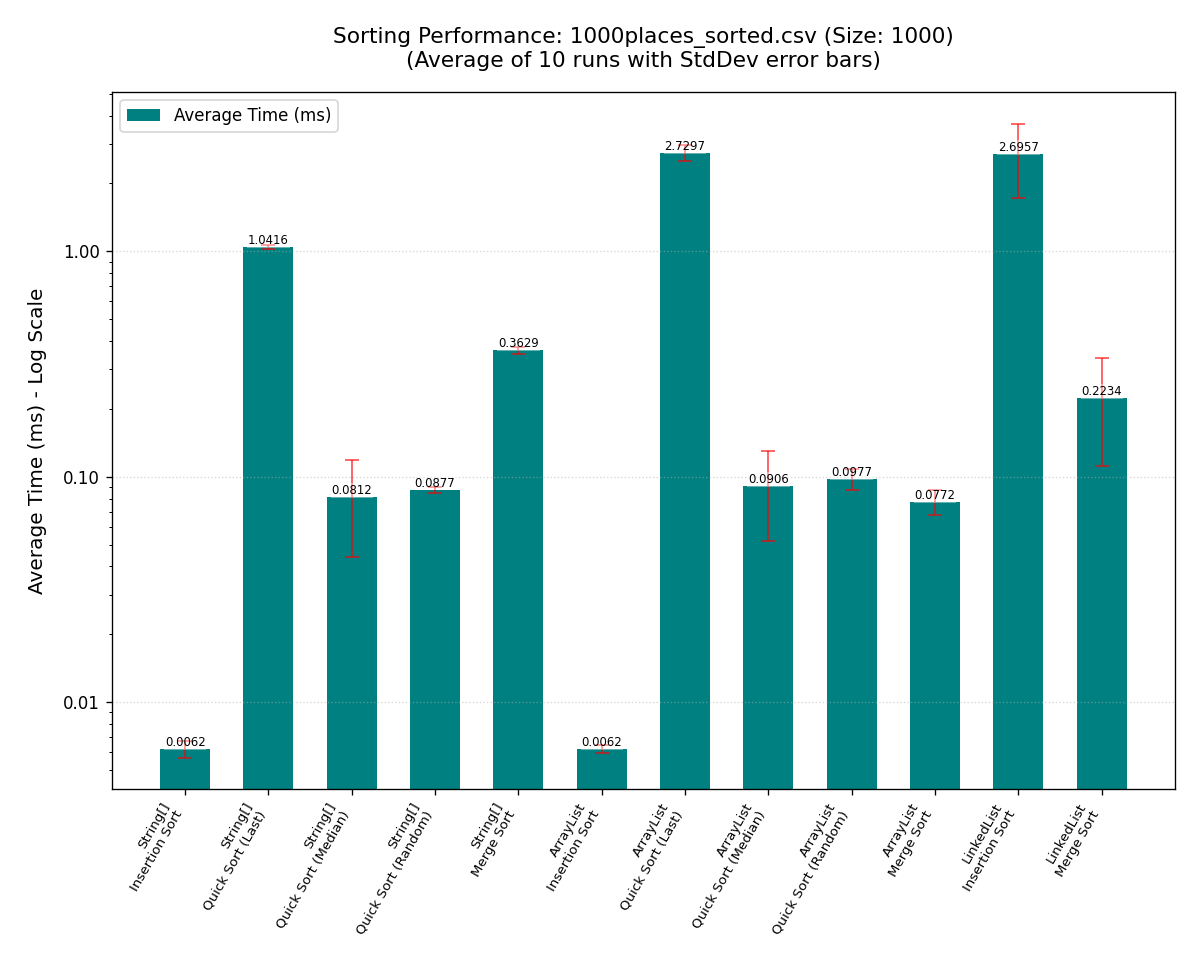 Sorting Performance: 1000places_sorted.csv (Size: 1000)
(Average of 10 runs with StdDev error bars)
Average Time (ms)
Average Time (ms) - Log Scale
1.00
0.10
0.01
0.0062
1.0416
0.0812
0.0877
0.3629
0.0062
2.7297
0.0906
0.0977
0.0772
2.6957
0.2234
String[]
Insertion Sort
String[]
Quick Sort (Last)
String[]
Quick Sort (Median)
String[]
Quick Sort (Random)
String[]
Merge Sort
ArrayList
Insertion Sort
ArrayList
Quick Sort (Last)
ArrayList
Quick Sort (Median)
ArrayList
Quick Sort (Random)
ArrayList
Merge Sort
LinkedList
Insertion Sort
LinkedList
Merge Sort